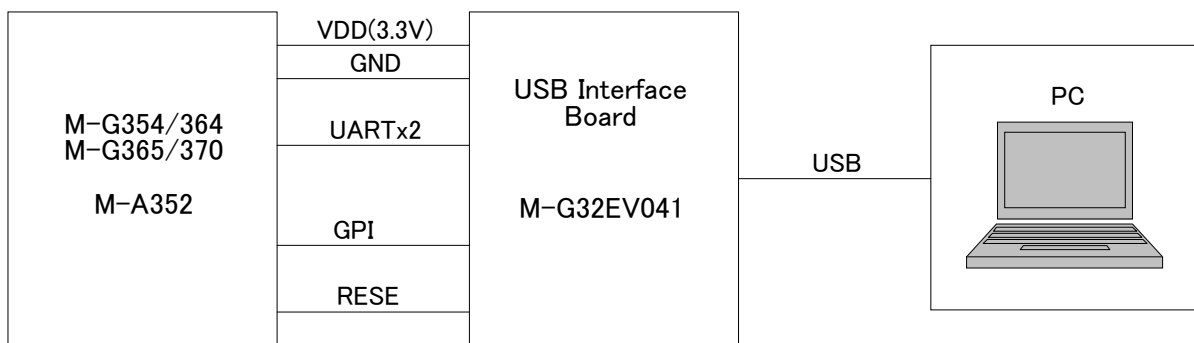 M-G354/364
M-G365/370
M-A352
VDD(3.3V)
GND
UARTx2
GPI
RESE
USB Interface
Board
M-G32EV041
USB
PC